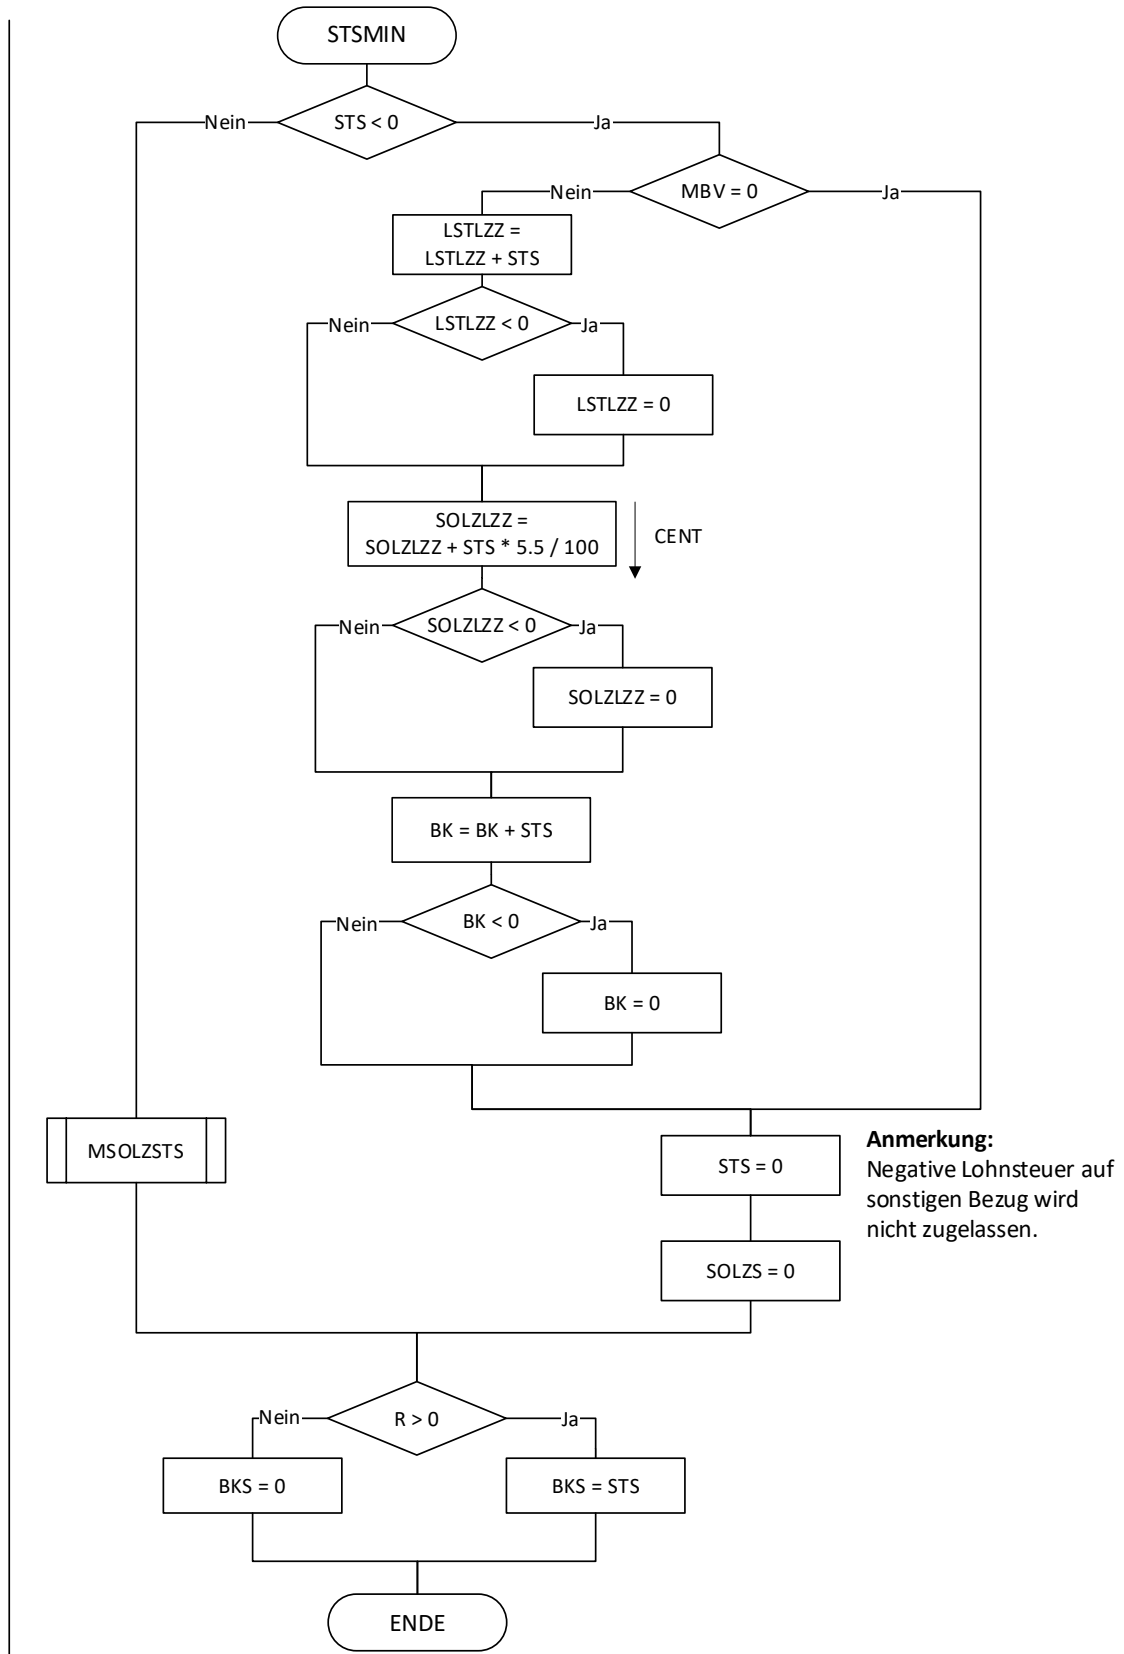 STSMIN
Nein
STS < 0
Ja
Nein
MBV = 0
Ja
LSTLZZ =
LSTLZZ + STS
Nein
LSTLZZ < 0
Ja
LSTLZZ = 0
SOLZLZZ =
SOLZLZZ + STS * 5.5 / 100
CENT
Nein
SOLZLZZ < 0
Ja
SOLZLZZ = 0
BK = BK + STS
Nein
BK < 0
Ja
BK = 0
MSOLZSTS
STS = 0
Anmerkung:
Negative Lohnsteuer auf
sonstigen Bezug wird
nicht zugelassen.
SOLZS = 0
Nein
R > 0
Ja
BKS = 0
BKS = STS
ENDE